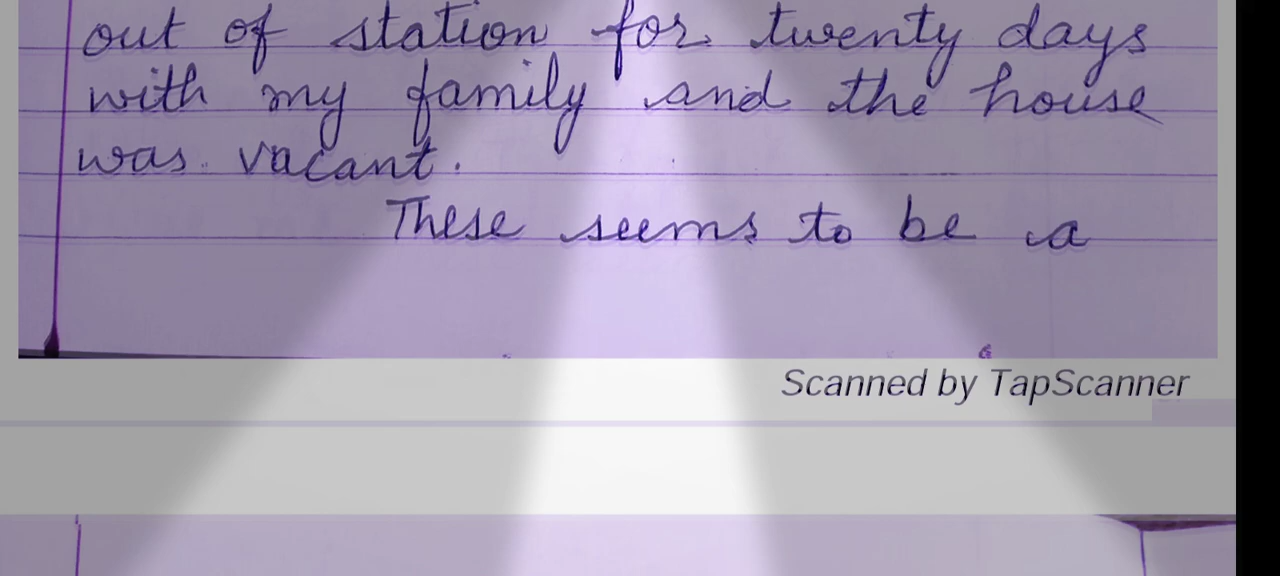 out of station for twenty days
with my family and the house
was vacant.
These seems to be a
Scanned by TapScanner